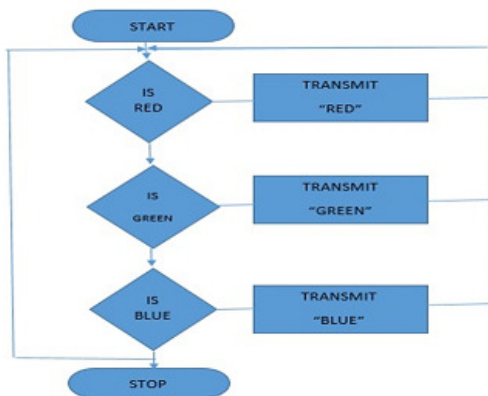 START
IS
RED
TRANSMIT
“RED”
IS
GREEN
TRANSMIT
“GREEN”
IS
BLUE
TRANSMIT
“BLUE”
STOP